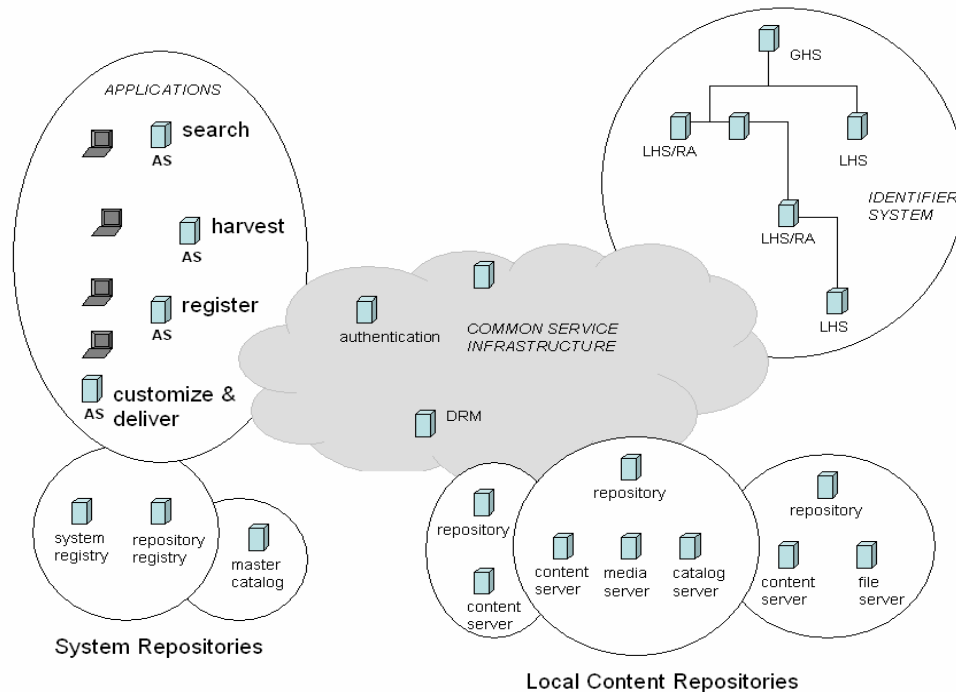 APPLICATIONS
search
AS
harvest
AS
register
AS
customize &
deliver
AS
GHS
LHS/RA
LHS
IDENTIFIER
SYSTEM
LHS/RA
LHS
authentication
COMMON SERVICE
INFRASTRUCTURE
DRM
system
registry
repository
registry
master
catalog
System Repositories
repository
content
server
repository
content
server
media
server
catalog
server
repository
content
server
file
server
Local Content Repositories